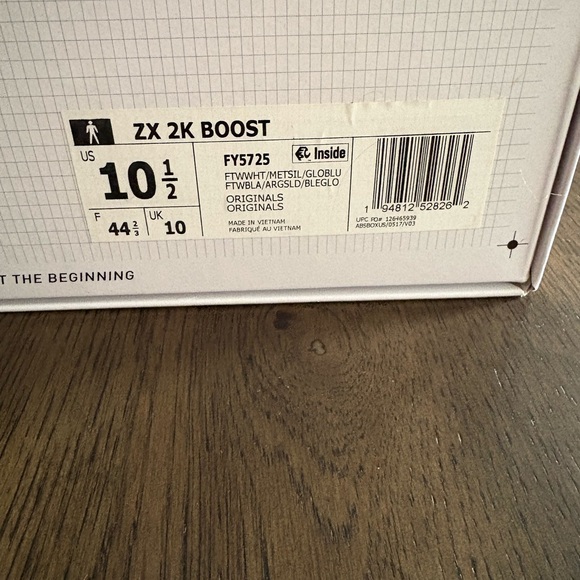 ZX 2K BOOST
US
10 1/2
F
44 2/3
UK
10
FY5725
Inside
FTWWHT/METSIL/GLOBLU
FTWBLA/ARGSLD/BLEGLO
ORIGINALS
ORIGINALS
MADE IN VIETNAM
FABRIQUÉ AU VIETNAM
1 94812 52826 2
UPC PO# 126465939
ABSBOXUS/0517/V03
T THE BEGINNING